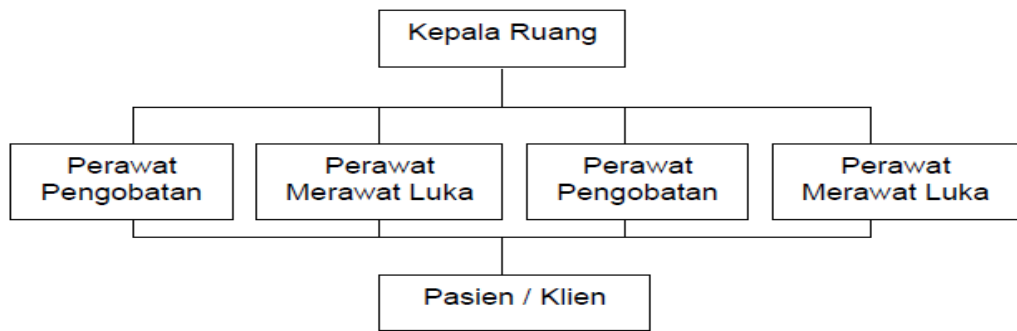 Kepala Ruang
Perawat
Pengobatan
Perawat
Merawat Luka
Perawat
Pengobatan
Perawat
Merawat Luka
Pasien / Klien